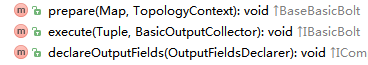 m prepare(Map, TopologyContext): void ↑BaseBasicBolt
m execute(Tuple, BasicOutputCollector): void ↑IBasicBolt
m declareOutputFields(OutputFieldsDeclarer): void ↑ICom